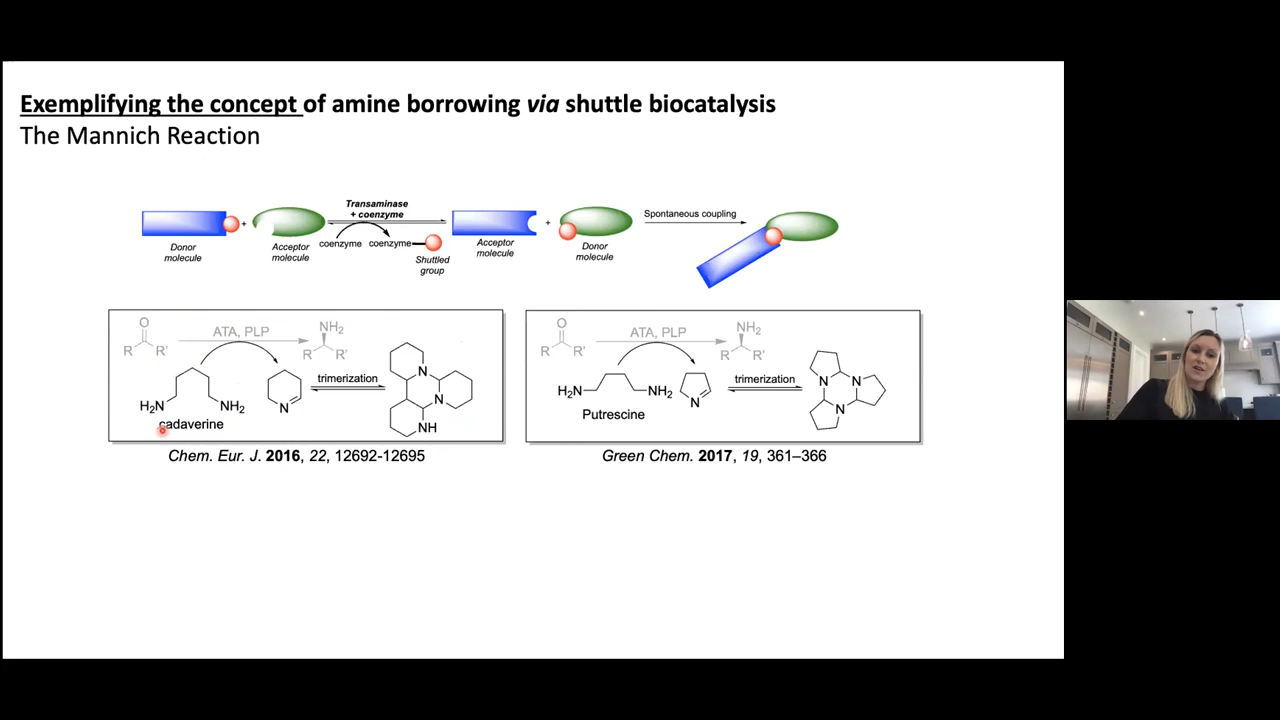 Exemplifying the concept of amine borrowing via shuttle biocatalysis
The Mannich Reaction
Transaminase
+ coenzyme
Spontaneous coupling
+
+
coenzyme
coenzyme
Donor
molecule
Acceptor
molecule
Shuttled
group
Acceptor
molecule
Donor
molecule
O
R
R'
ATA, PLP
NH2
R
R'
H2N
NH2
cadaverine
N
trimerization
N
N
NH
Chem. Eur. J. 2016, 22, 12692-12695
O
R
R'
ATA, PLP
NH2
R
R'
H2N
NH2
Putrescine
N
trimerization
N
N
N
Green Chem. 2017, 19, 361–366